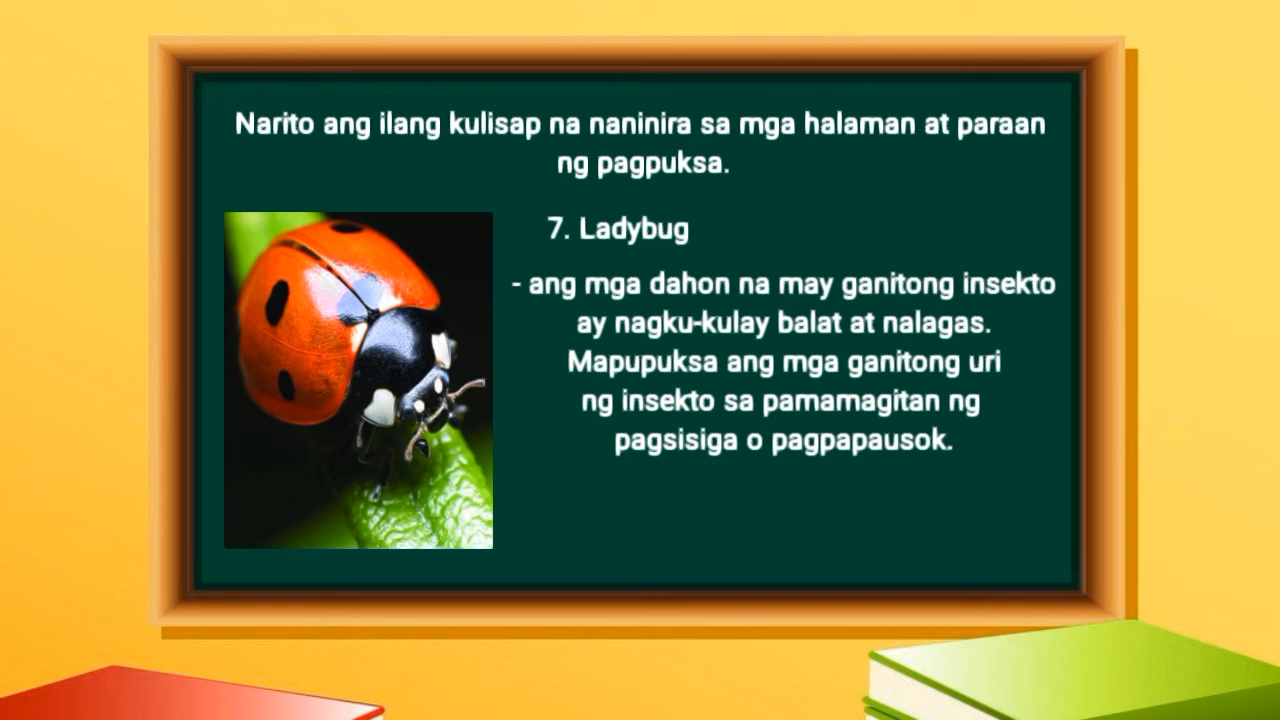 Narito ang ilang kulisap na naninira sa mga halaman at paraan
ng pagpuksa.
7. Ladybug
- ang mga dahon na may ganitong insekto
ay nagku-kulay balat at nalagas.
Mapupuksa ang mga ganitong uri
ng insekto sa pamamagitan ng
pagsisiga o pagpapausok.